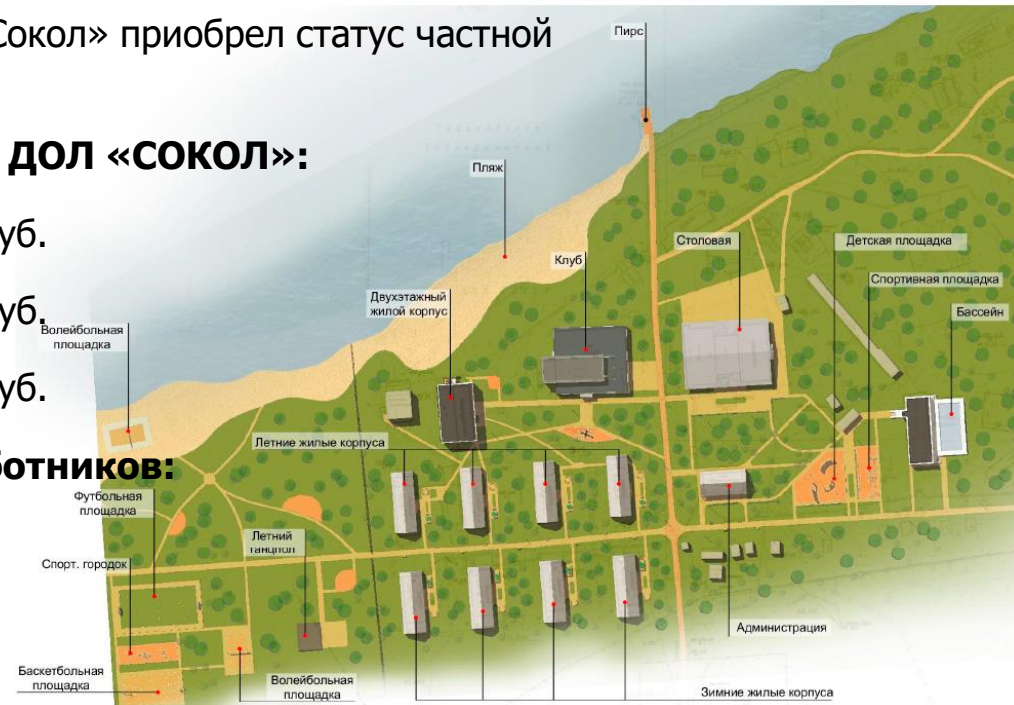 Сокол» приобрел статус частной
ДОЛ «СОКОЛ»:
уб.
уб.
уб.
ботников:
Пирс
Пляж
Столовая
Детская площадка
Клуб
Спортивная площадка
Двухэтажный
жилой корпус
Бассейн
Волейбольная
площадка
Летние жилые корпуса
Футбольная
площадка
Летний
танцпол
Спорт. городок
Администрация
Баскетбольная
площадка
Волейбольная
площадка
Зимние жилые корпуса